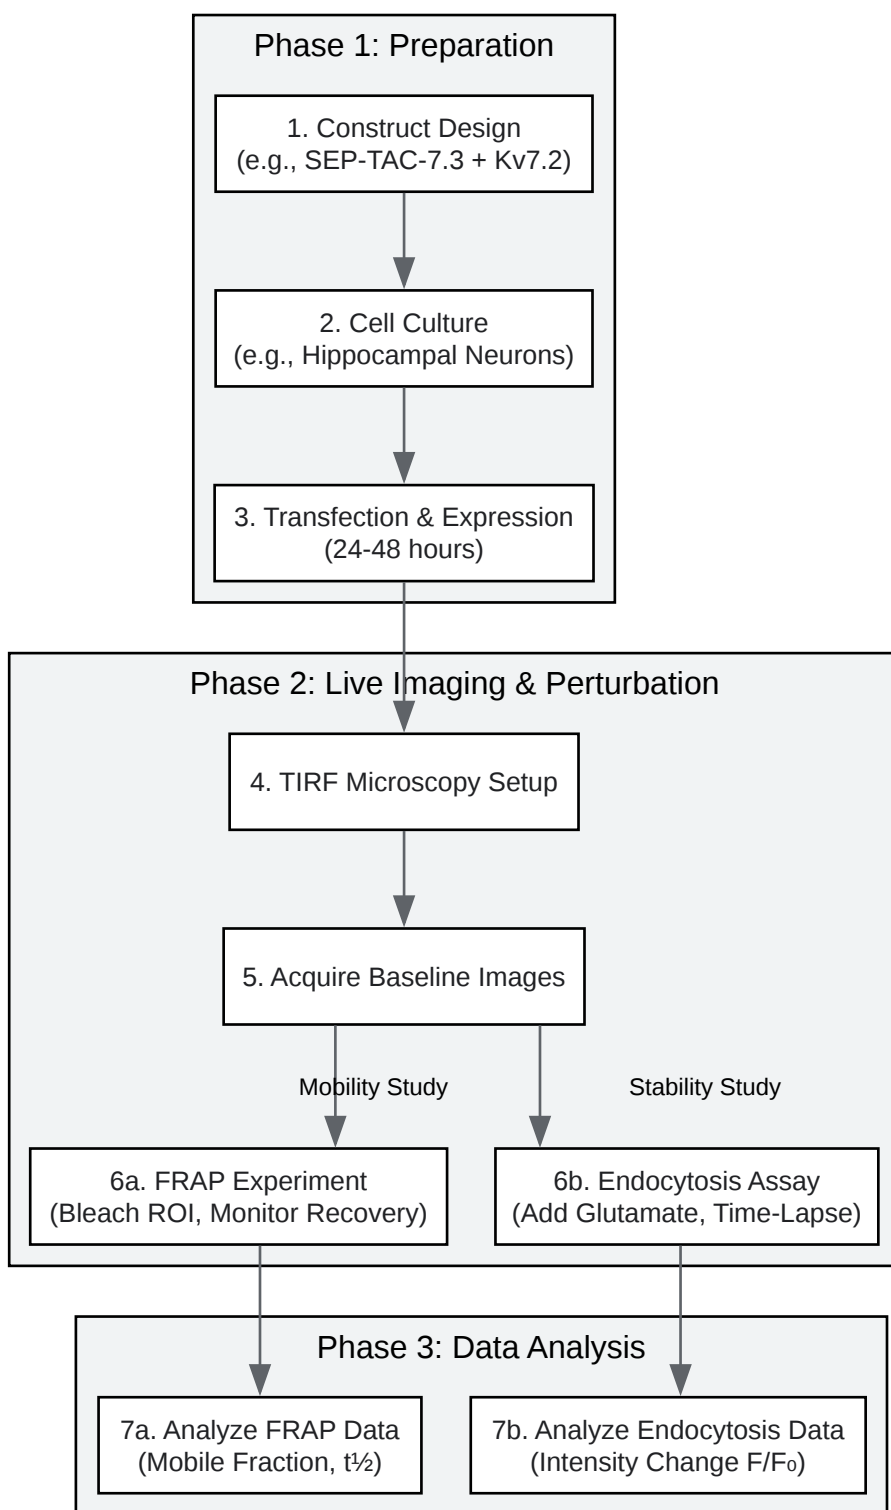 Phase 1: Preparation
1. Construct Design
(e.g., SEP-TAC-7.3 + Kv7.2)
2. Cell Culture
(e.g., Hippocampal Neurons)
3. Transfection & Expression
(24-48 hours)
Phase 2: Live Imaging & Perturbation
4. TIRF Microscopy Setup
5. Acquire Baseline Images
Mobility Study
Stability Study
6a. FRAP Experiment
(Bleach ROI, Monitor Recovery)
6b. Endocytosis Assay
(Add Glutamate, Time-Lapse)
Phase 3: Data Analysis
7a. Analyze FRAP Data
(Mobile Fraction, t½)
7b. Analyze Endocytosis Data
(Intensity Change F/F₀)